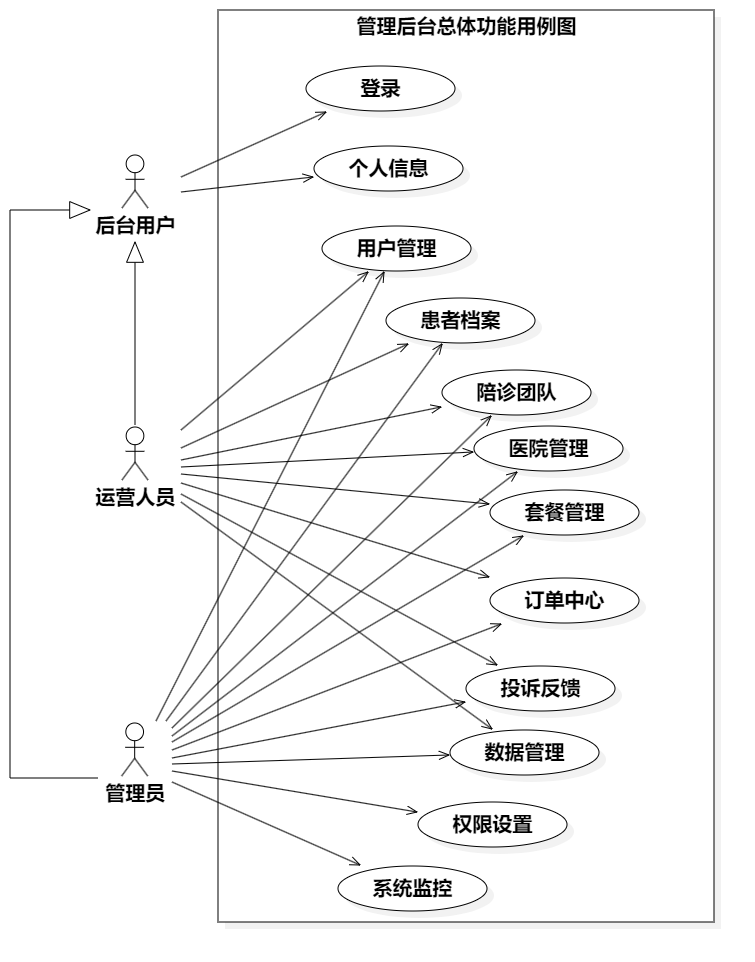 管理后台总体功能用例图
登录
个人信息
后台用户
用户管理
患者档案
陪诊团队
医院管理
运营人员
套餐管理
订单中心
投诉反馈
数据管理
管理员
权限设置
系统监控